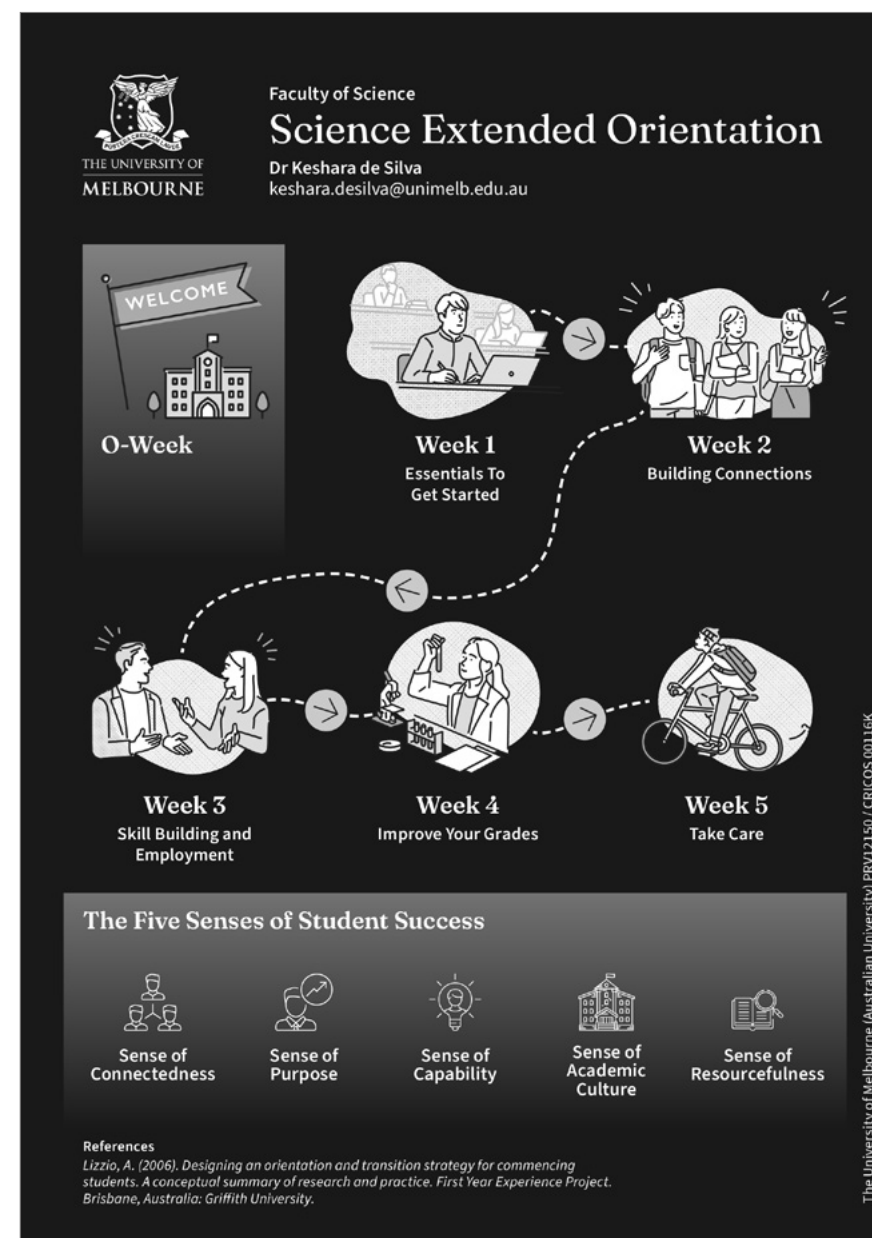 Faculty of Science
Science Extended Orientation
Dr Keshara de Silva
keshara.desilva@unimelb.edu.au
POSTERA CRESCAM LAUDE
THE UNIVERSITY OF
MELBOURNE
WELCOME
O-Week
Week 1
Essentials To
Get Started
Week 2
Building Connections
Week 3
Skill Building and
Employment
Week 4
Improve Your Grades
Week 5
Take Care
The Five Senses of Student Success
Sense of
Connectedness
Sense of
Purpose
Sense of
Capability
Sense of
Academic
Culture
Sense of
Resourcefulness
References
Lizzio, A. (2006). Designing an orientation and transition strategy for commencing
students. A conceptual summary of research and practice. First Year Experience Project.
Brisbane, Australia: Griffith University.
The University of Melbourne (Australian University) PRV12150 / CRICOS 00116K